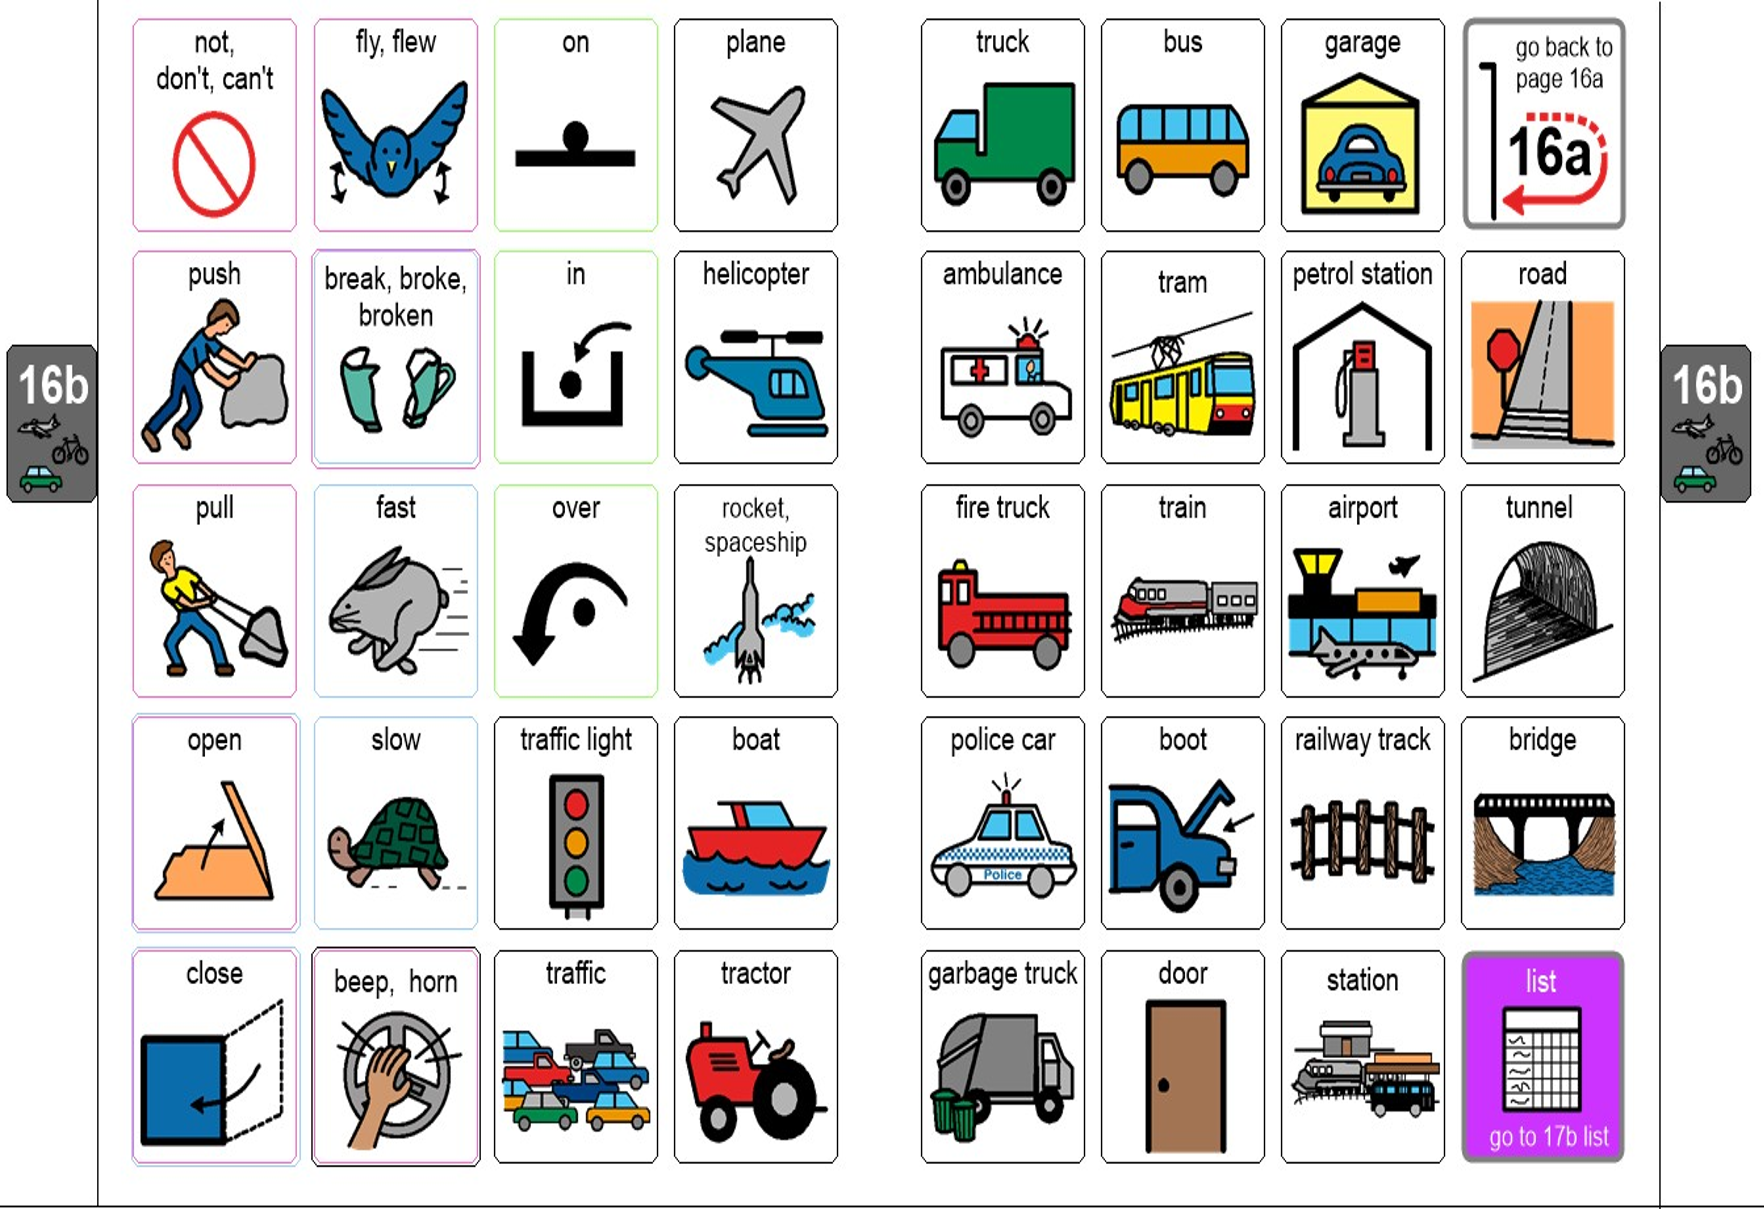 not,
don't, can't
fly, flew
on
plane
truck
bus
garage
go back to
page 16a
16a
push
break, broke,
broken
in
helicopter
ambulance
tram
petrol station
road
16b
16b
pull
fast
over
rocket,
spaceship
fire truck
train
airport
tunnel
open
slow
traffic light
boat
police car
Police
boot
railway track
bridge
close
beep, horn
traffic
tractor
garbage truck
door
station
list
go to 17b list